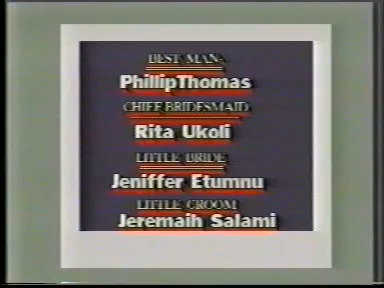 BEST MAN
PhillipThomas
CHIEF BRIDESMAID
Rita Ukoli
LITTLE BRIDE
Jeniffer Etumnu
LITTLE GROOM
Jeremaih Salami